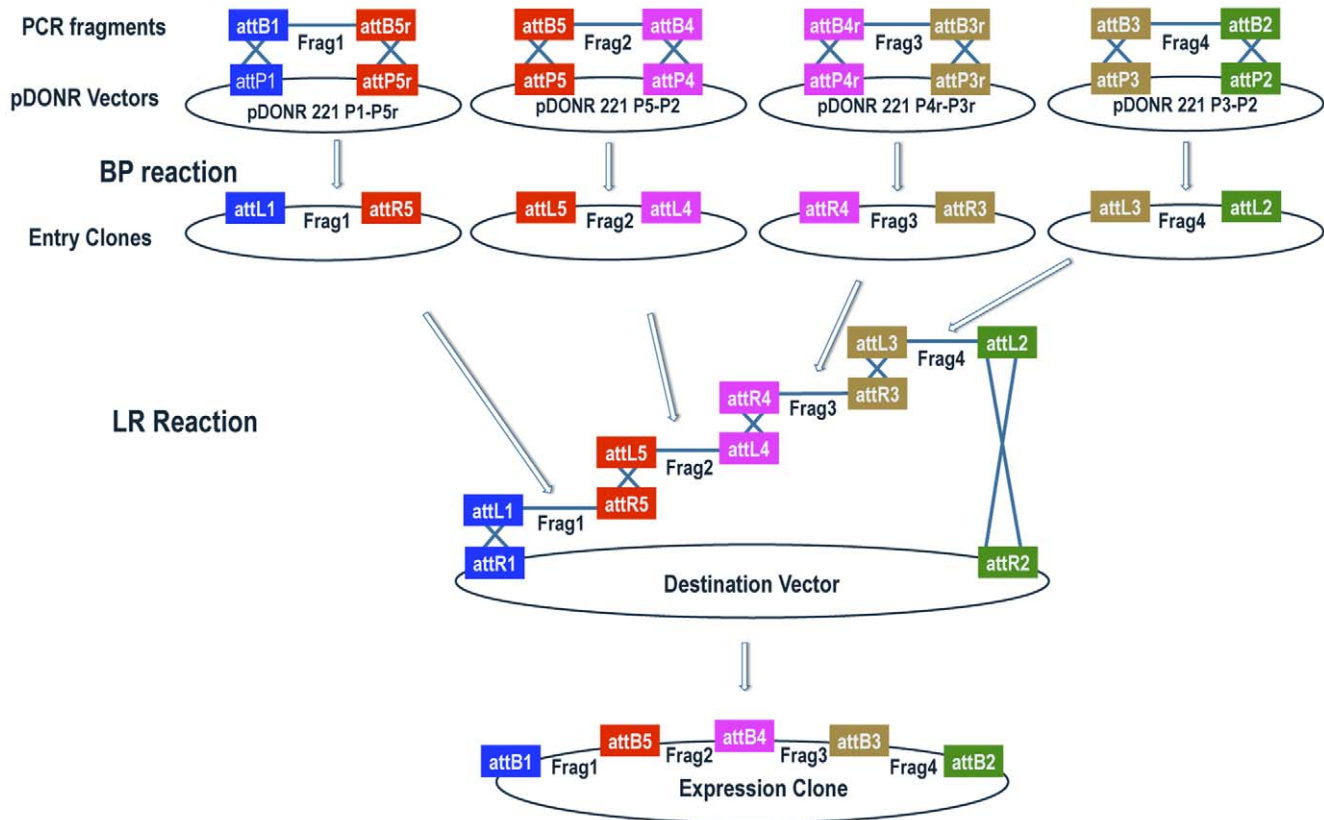 PCR fragments
attB1 Frag1 attB5r
attB5 Frag2 attB4
attB4r Frag3 attB3r
attB3 Frag4 attB2
attP1 attP5r
attP5 attP4
attP4r attP3r
attP3 attP2
pDONR Vectors
pDONR 221 P1-P5r
pDONR 221 P5-P2
pDONR 221 P4r-P3r
pDONR 221 P3-P2
BP reaction
Entry Clones
attL1 Frag1 attR5
attL5 Frag2 attL4
attR4 Frag3 attR3
attL3 Frag4 attL2
LR Reaction
attL3 Frag4 attL2
attR4 Frag3 attR3
attL5 Frag2 attL4
attL1 Frag1 attR5
attR1 attR2
Destination Vector
attB1 Frag1 attB5 Frag2 attB4 Frag3 attB3 Frag4 attB2
Expression Clone